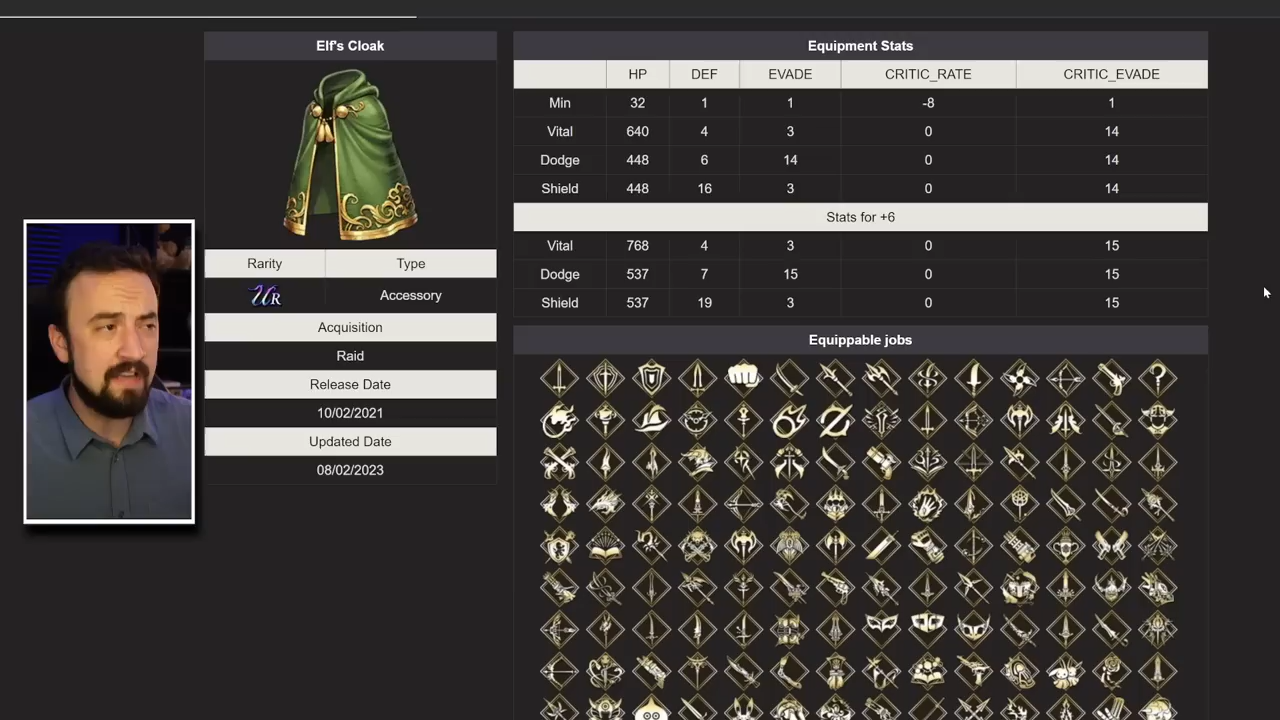 Elf's Cloak
Rarity Type
UR Accessory
Acquisition
Raid
Release Date
10/02/2021
Updated Date
08/02/2023
Equipment Stats
HP DEF EVADE CRITIC_RATE CRITIC_EVADE
Min 32 1 1 -8 1
Vital 640 4 3 0 14
Dodge 448 6 14 0 14
Shield 448 16 3 0 14
Stats for +6
Vital 768 4 3 0 15
Dodge 537 7 15 0 15
Shield 537 19 3 0 15
Equippable jobs